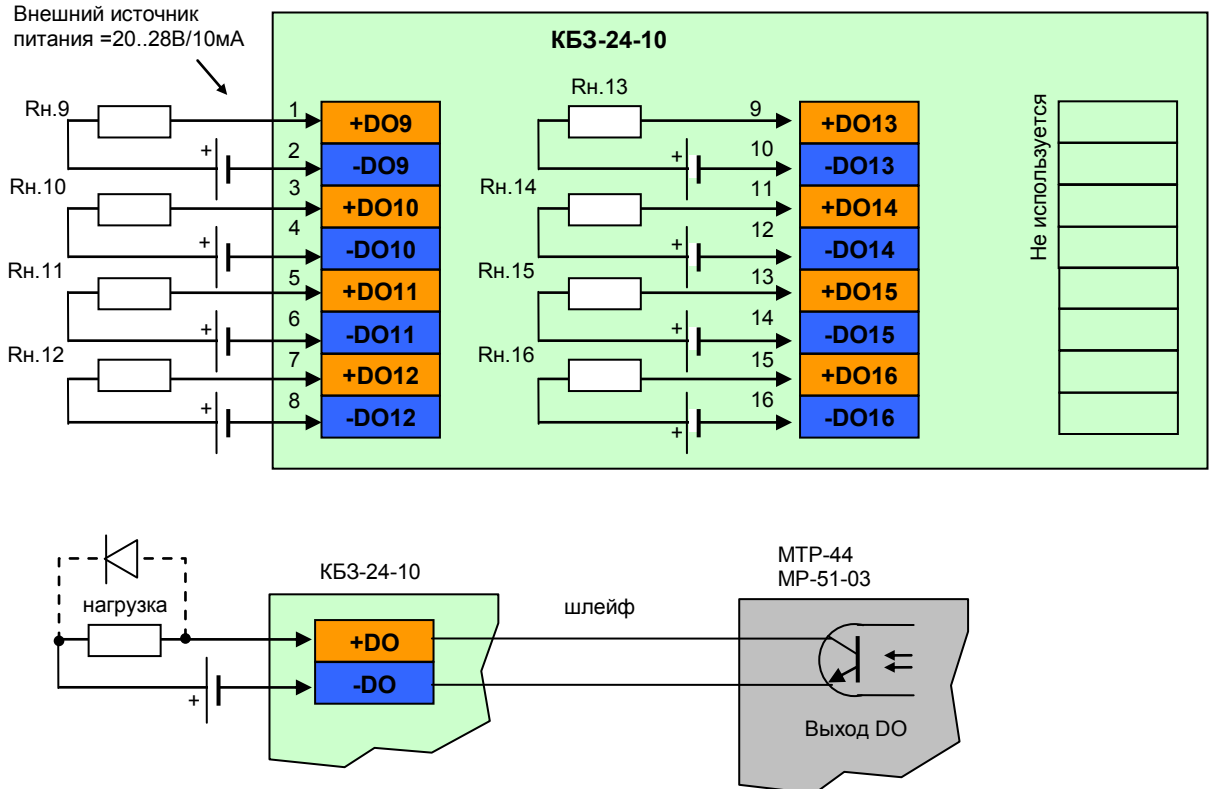 Внешний источник
питания =20..28В/10мА
КБЗ-24-10
Rн.9
1
+DO9
2
-DO9
Rн.10
3
+DO10
4
-DO10
Rн.11
5
+DO11
6
-DO11
Rн.12
7
+DO12
8
-DO12
Rн.13
9
+DO13
10
-DO13
Rн.14
11
+DO14
12
-DO14
Rн.15
13
+DO15
14
-DO15
Rн.16
15
+DO16
16
-DO16
Не используется
+
+
+
+
+
+
+
+
нагрузка
+
КБЗ-24-10
+DO
-DO
шлейф
МТР-44
МР-51-03
Выход DO